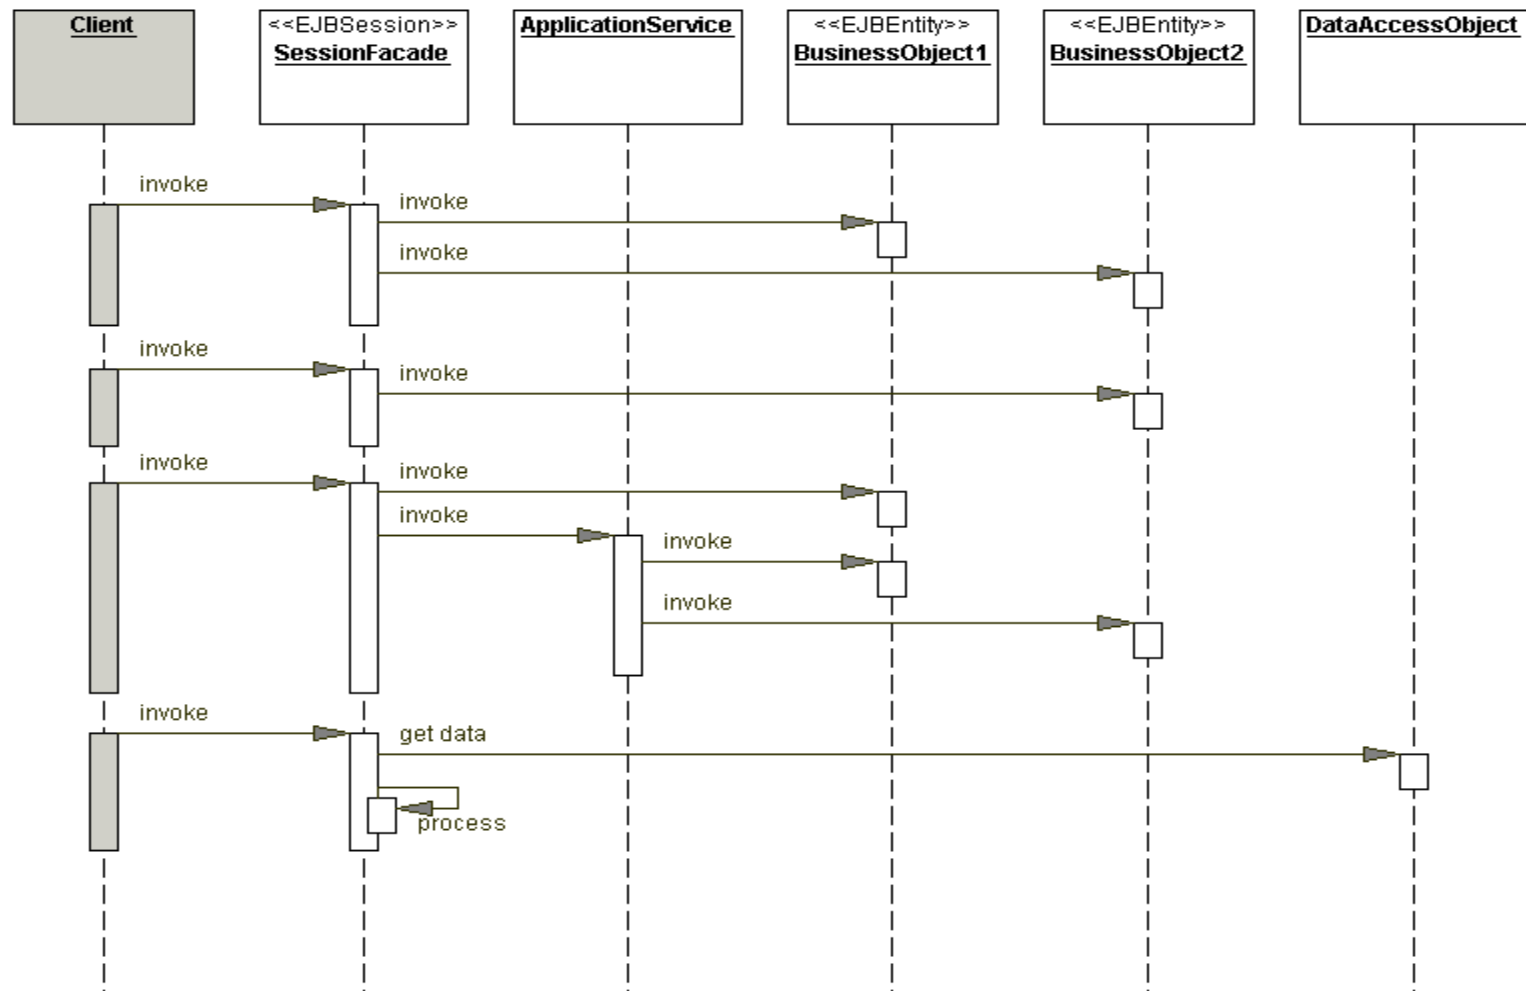 Client
<<EJBSession>>
SessionFacade
ApplicationService
<<EJBEntity>>
BusinessObject1
<<EJBEntity>>
BusinessObject2
DataAccessObject
invoke
invoke
invoke
invoke
invoke
invoke
invoke
invoke
invoke
invoke
invoke
get data
process